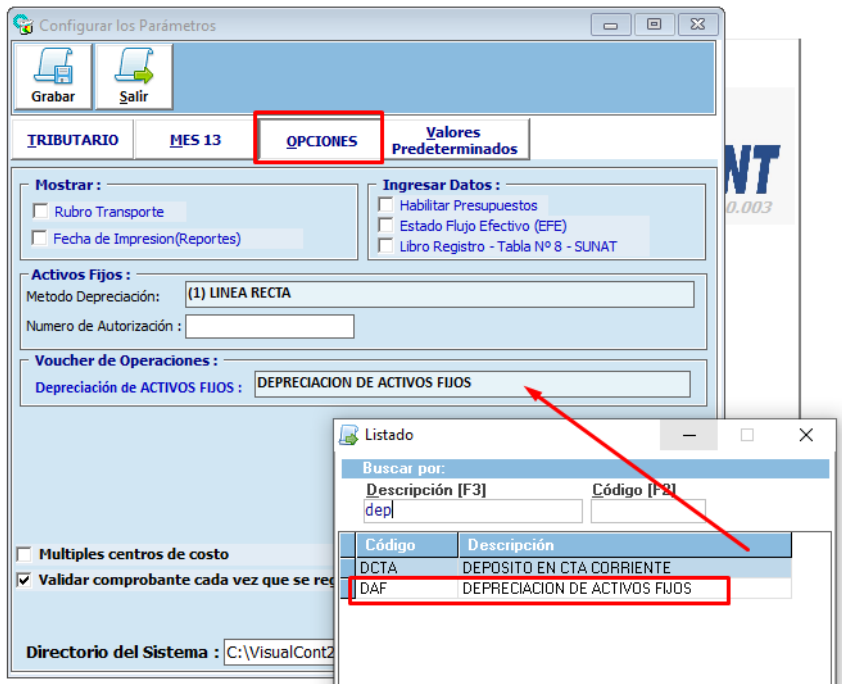 Configurar los Parámetros
Grabar
Salir
TRIBUTARIO
MES 13
OPCIONES
Valores
Predeterminados
NT
0.003
Mostrar :
Rubro Transporte
Fecha de Impresion(Reportes)
Ingresar Datos :
Habilitar Presupuestos
Estado Flujo Efectivo (EFE)
Libro Registro - Tabla Nº 8 - SUNAT
Activos Fijos :
Metodo Depreciación: (1) LINEA RECTA
Numero de Autorización :
Voucher de Operaciones :
Depreciación de ACTIVOS FIJOS : DEPRECIACION DE ACTIVOS FIJOS
Listado
Buscar por:
Descripción [F3] Código [F2]
dep
Código Descripción
DCTA DEPOSITO EN CTA CORRIENTE
DAF DEPRECIACION DE ACTIVOS FIJOS
Multiples centros de costo
Validar comprobante cada vez que se reg
Directorio del Sistema : C:\VisualCont2